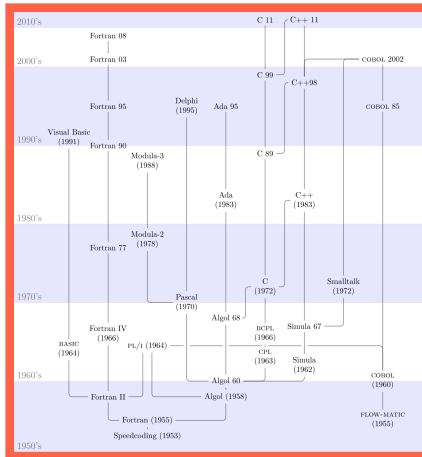 2010's
C 11
C++ 11
Fortran 08
2000's
Fortran 03
COBOL 2002
C 99
C++98
Fortran 95
Delphi
(1995)
Ada 95
COBOL 85
Visual Basic
(1991)
1990's
Fortran 90
Modula-3
(1988)
C 89
Ada
(1983)
C++
(1983)
1980's
Modula-2
(1978)
Fortran 77
C
(1972)
Smalltalk
(1972)
1970's
Pascal
(1970)
Algol 68
Fortran IV
(1966)
BCPL
(1966)
Simula 67
BASIC
(1964)
PL/I (1964)
CPL
(1963)
Simula
(1962)
1960's
Algol 60
COBOL
(1960)
Fortran II
Algol (1958)
Fortran (1955)
FLOW-MATIC
(1955)
Speedcoding (1953)
1950's